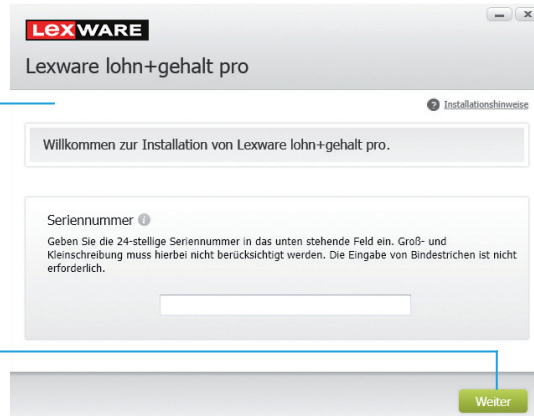 LEXWARE
Lexware lohn+gehalt pro
Installationshinweise
Willkommen zur Installation von Lexware lohn+gehalt pro.
Seriennummer
Geben Sie die 24-stellige Seriennummer in das unten stehende Feld ein. Groß- und
Kleinschreibung muss hierbei nicht berücksichtigt werden. Die Eingabe von Bindestrichen ist nicht
erforderlich.
Weiter